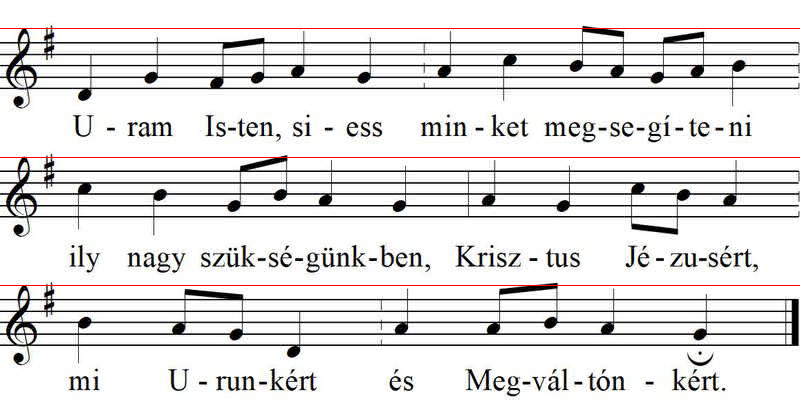 U - ram Is-ten, si - ess min - ket meg-se-gí-te-ni
ily nagy szük-sé-günk-ben, Krisz - tus Jé-zu-sért,
mi U - run-kért és Meg-vál-tón - kért.